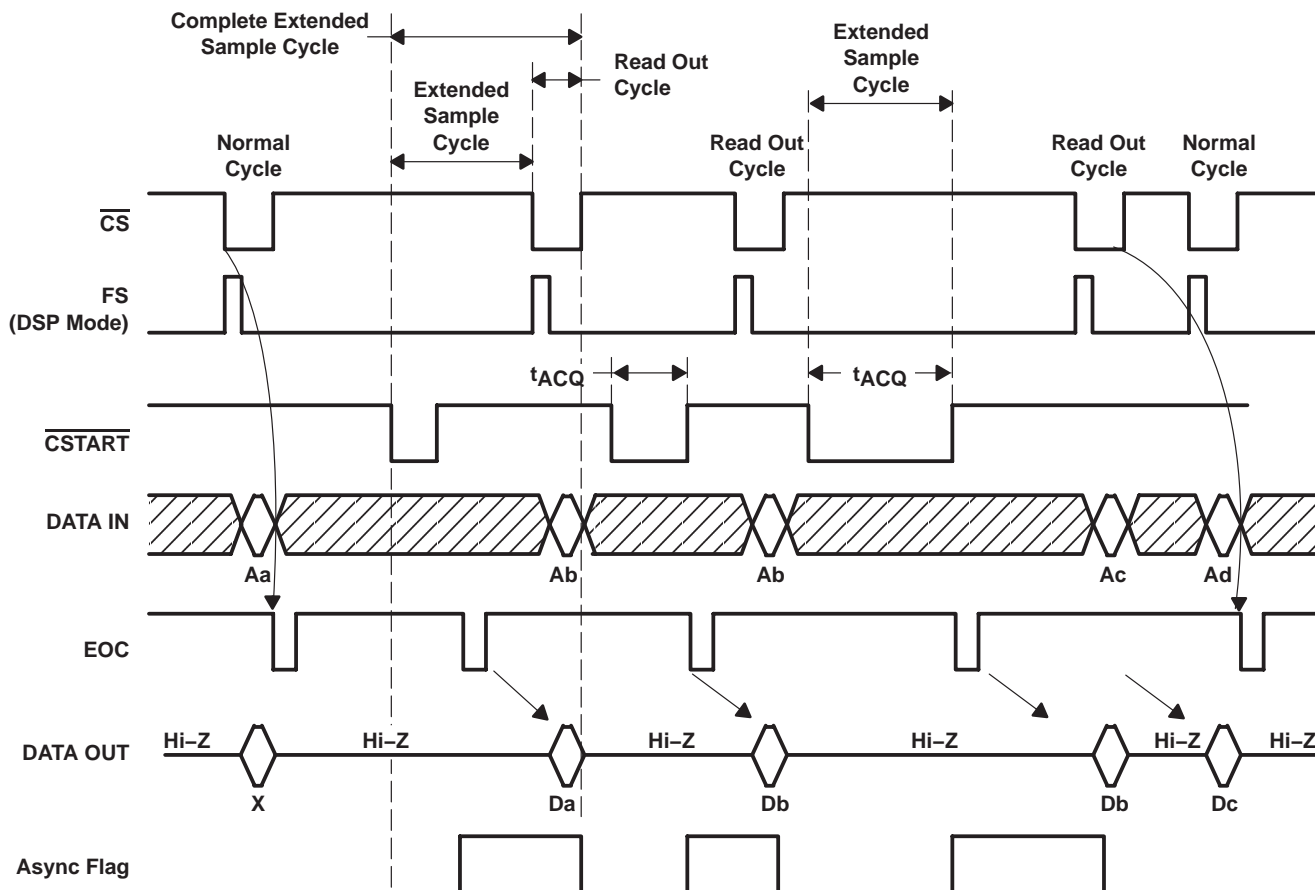 Complete Extended
Sample Cycle
Read Out
Cycle
Extended
Sample
Cycle
Extended
Sample
Cycle
Normal
Cycle
Read Out
Cycle
Read Out
Cycle
Normal
Cycle
CS
FS
(DSP Mode)
tACQ
tACQ
CSTART
DATA IN
Aa
Ab
Ab
Ac
Ad
EOC
Hi–Z
Hi–Z
Hi–Z
Hi–Z
Hi–Z
Hi–Z
DATA OUT
X
Da
Db
Db
Dc
Async Flag